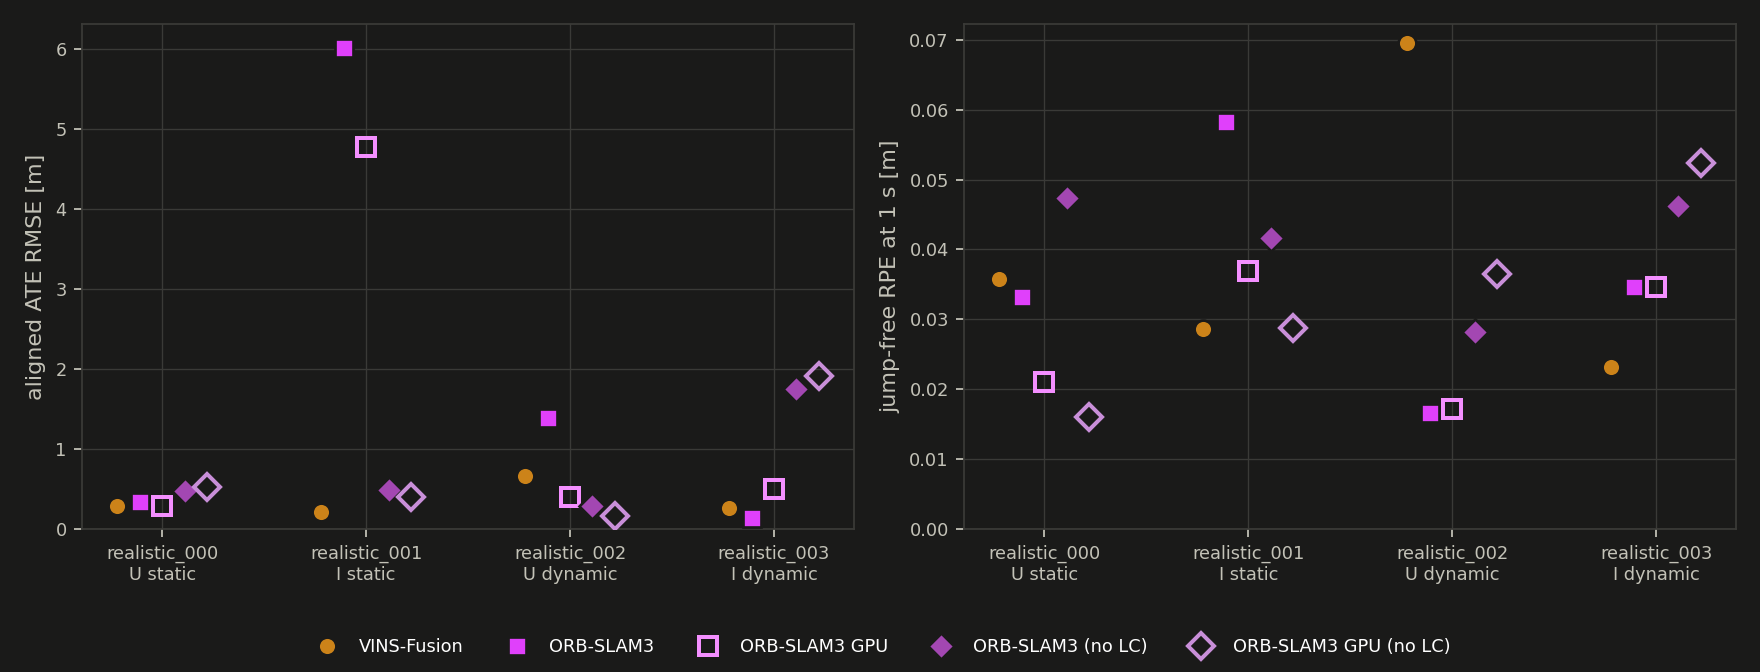 aligned ATE RMSE [m]
6
5
4
3
2
1
0
realistic_000
U static
realistic_001
I static
realistic_002
U dynamic
realistic_003
I dynamic
jump-free RPE at 1 s [m]
0.07
0.06
0.05
0.04
0.03
0.02
0.01
0.00
realistic_000
U static
realistic_001
I static
realistic_002
U dynamic
realistic_003
I dynamic
VINS-Fusion
ORB-SLAM3
ORB-SLAM3 GPU
ORB-SLAM3 (no LC)
ORB-SLAM3 GPU (no LC)